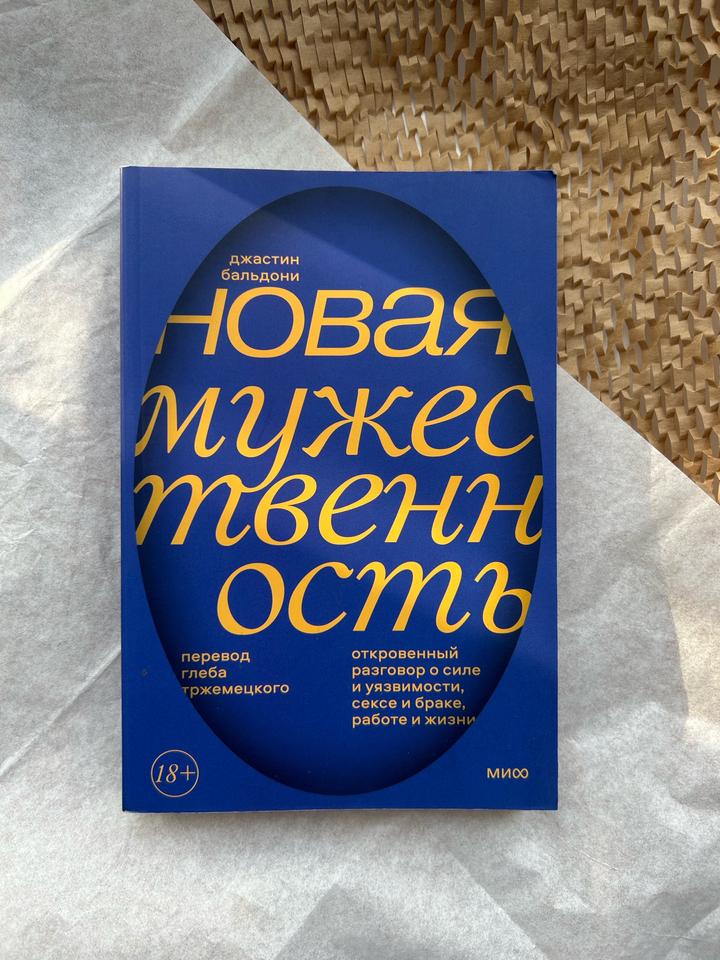 джастин
бальдони
новая
мужес
твенн
ость
перевод
глеба
тржемецкого
откровенный
разговор о силе
и уязвимости,
сексе и браке,
работе и жизни
18+
миф